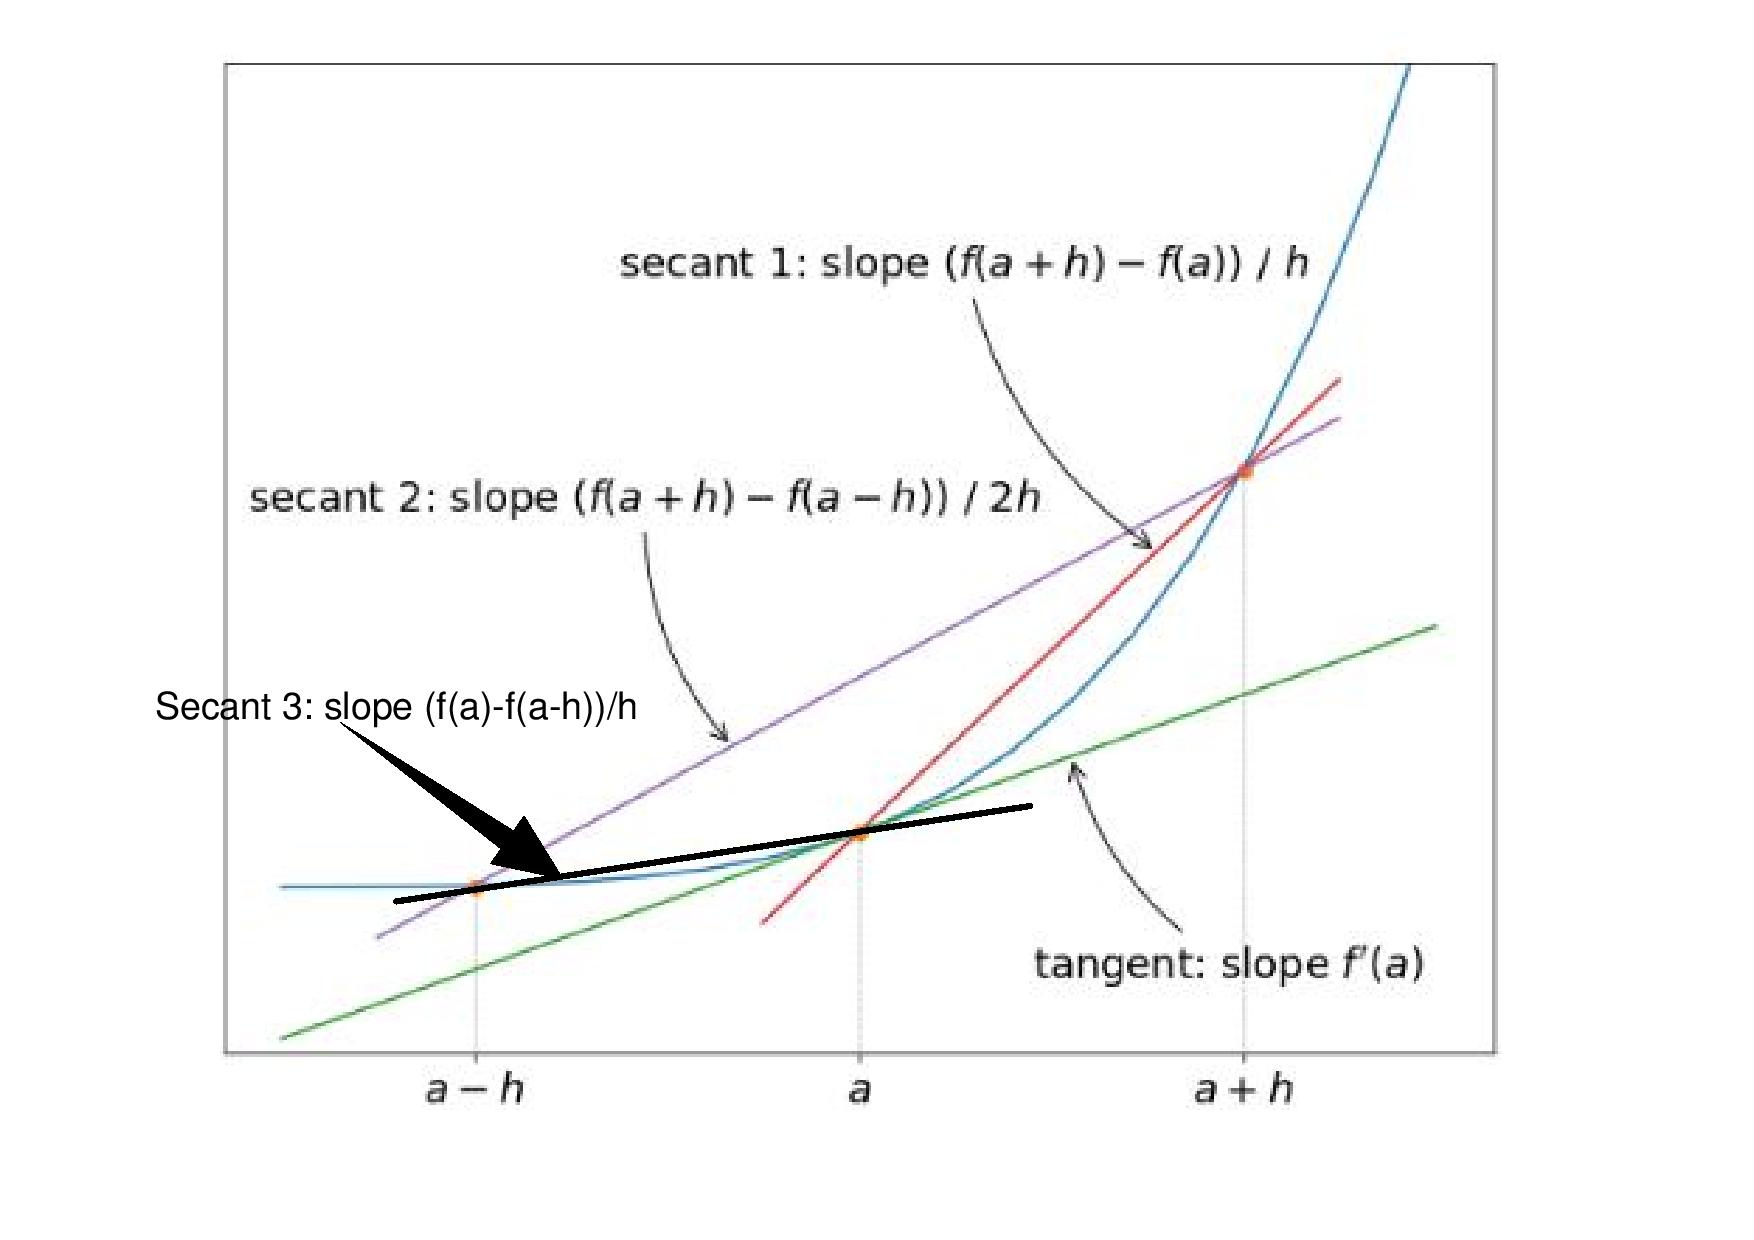 secant 1: slope (f(a + h) − f(a)) / h
secant 2: slope (f(a + h) − f(a − h)) / 2h
Secant 3: slope (f(a)-f(a-h))/h
tangent: slope f′(a)
a − h
a
a + h